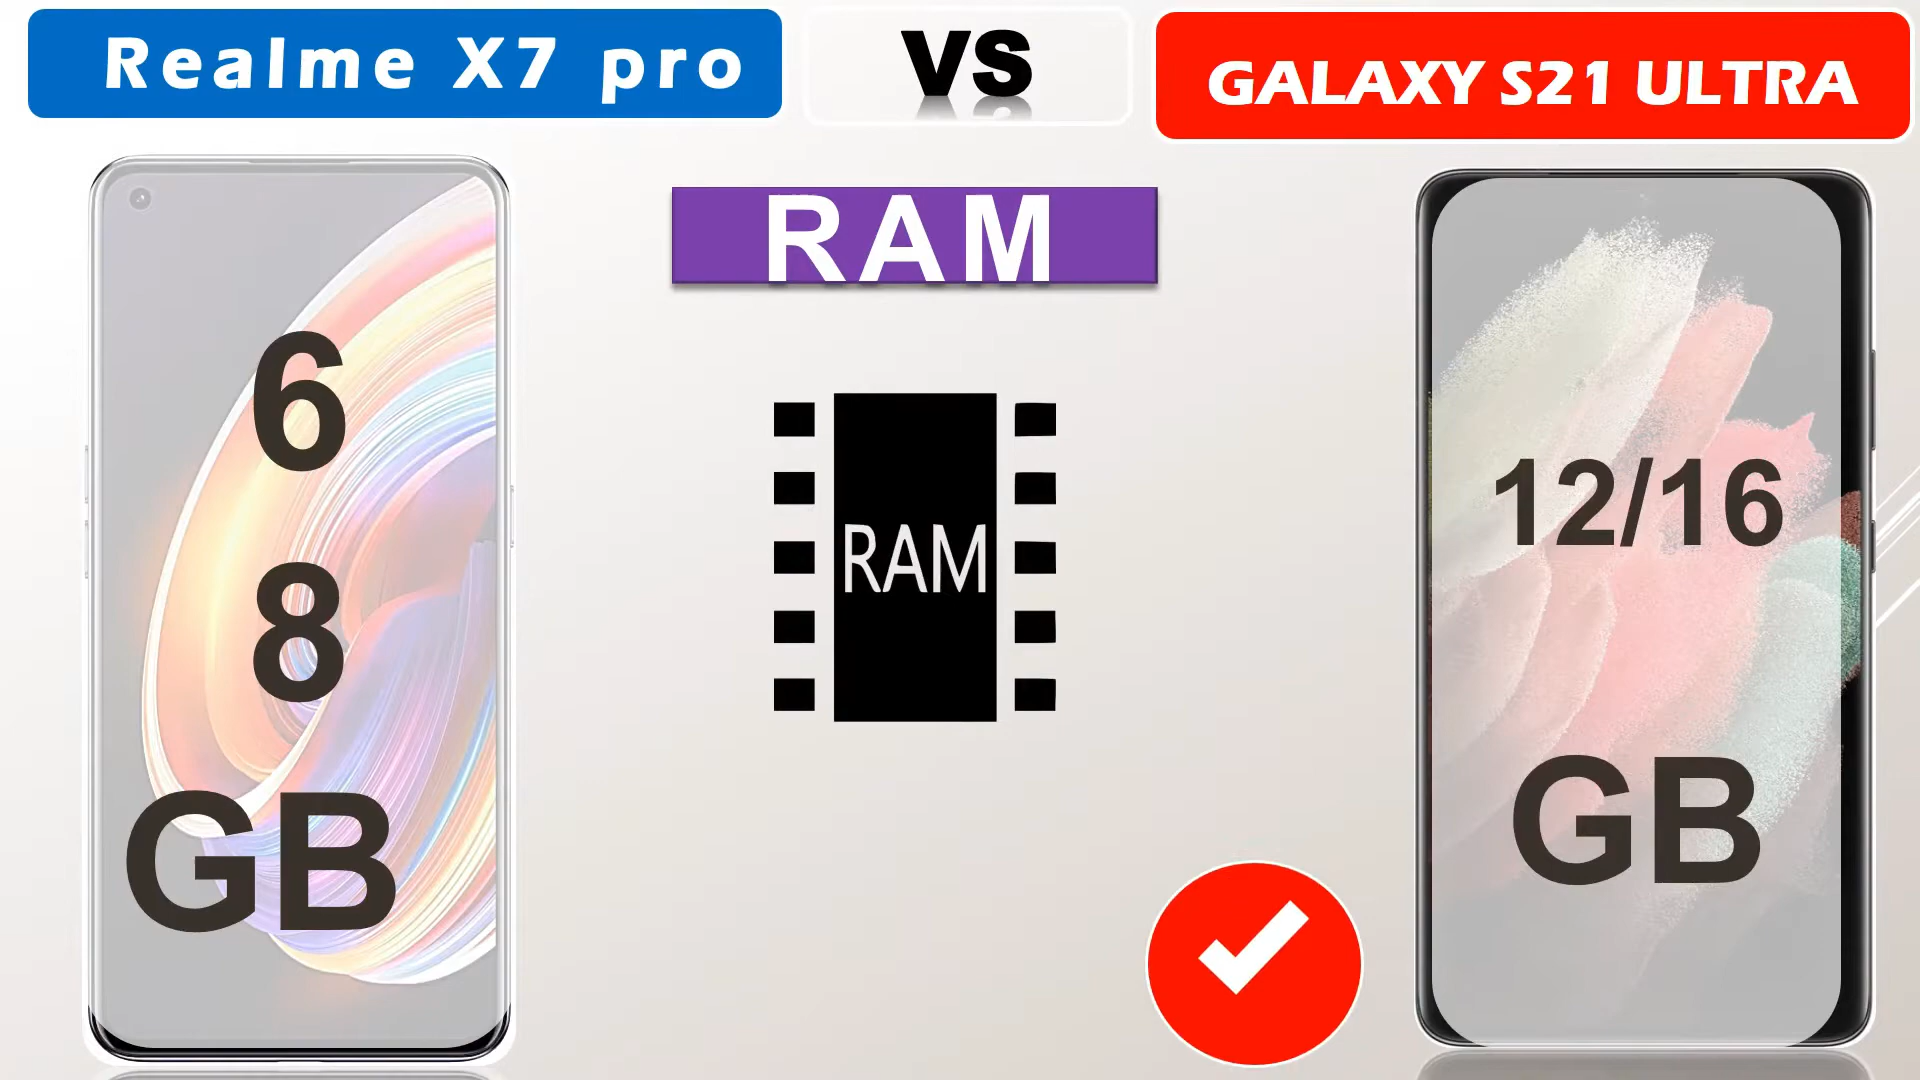 Realme X7 pro
VS
GALAXY S21 ULTRA
RAM
6
8
GB
RAM
12/16
GB